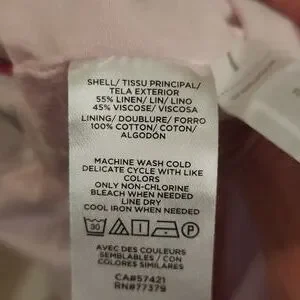 SHELL/ TISSU PRINCIPAL/
TELA EXTERIOR
55% LINEN/ LIN/ LINO
45% VISCOSE/ VISCOSA
LINING/ DOUBLURE/ FORRO
100% COTTON/ COTON/
ALGODÓN
MACHINE WASH COLD
DELICATE CYCLE WITH LIKE
COLORS
ONLY NON-CHLORINE
BLEACH WHEN NEEDED
LINE DRY
COOL IRON WHEN NEEDED
30 P
AVEC DES COULEURS
SEMBLABLES / CON
COLORES SIMILARES
CA#57421
RN#77379